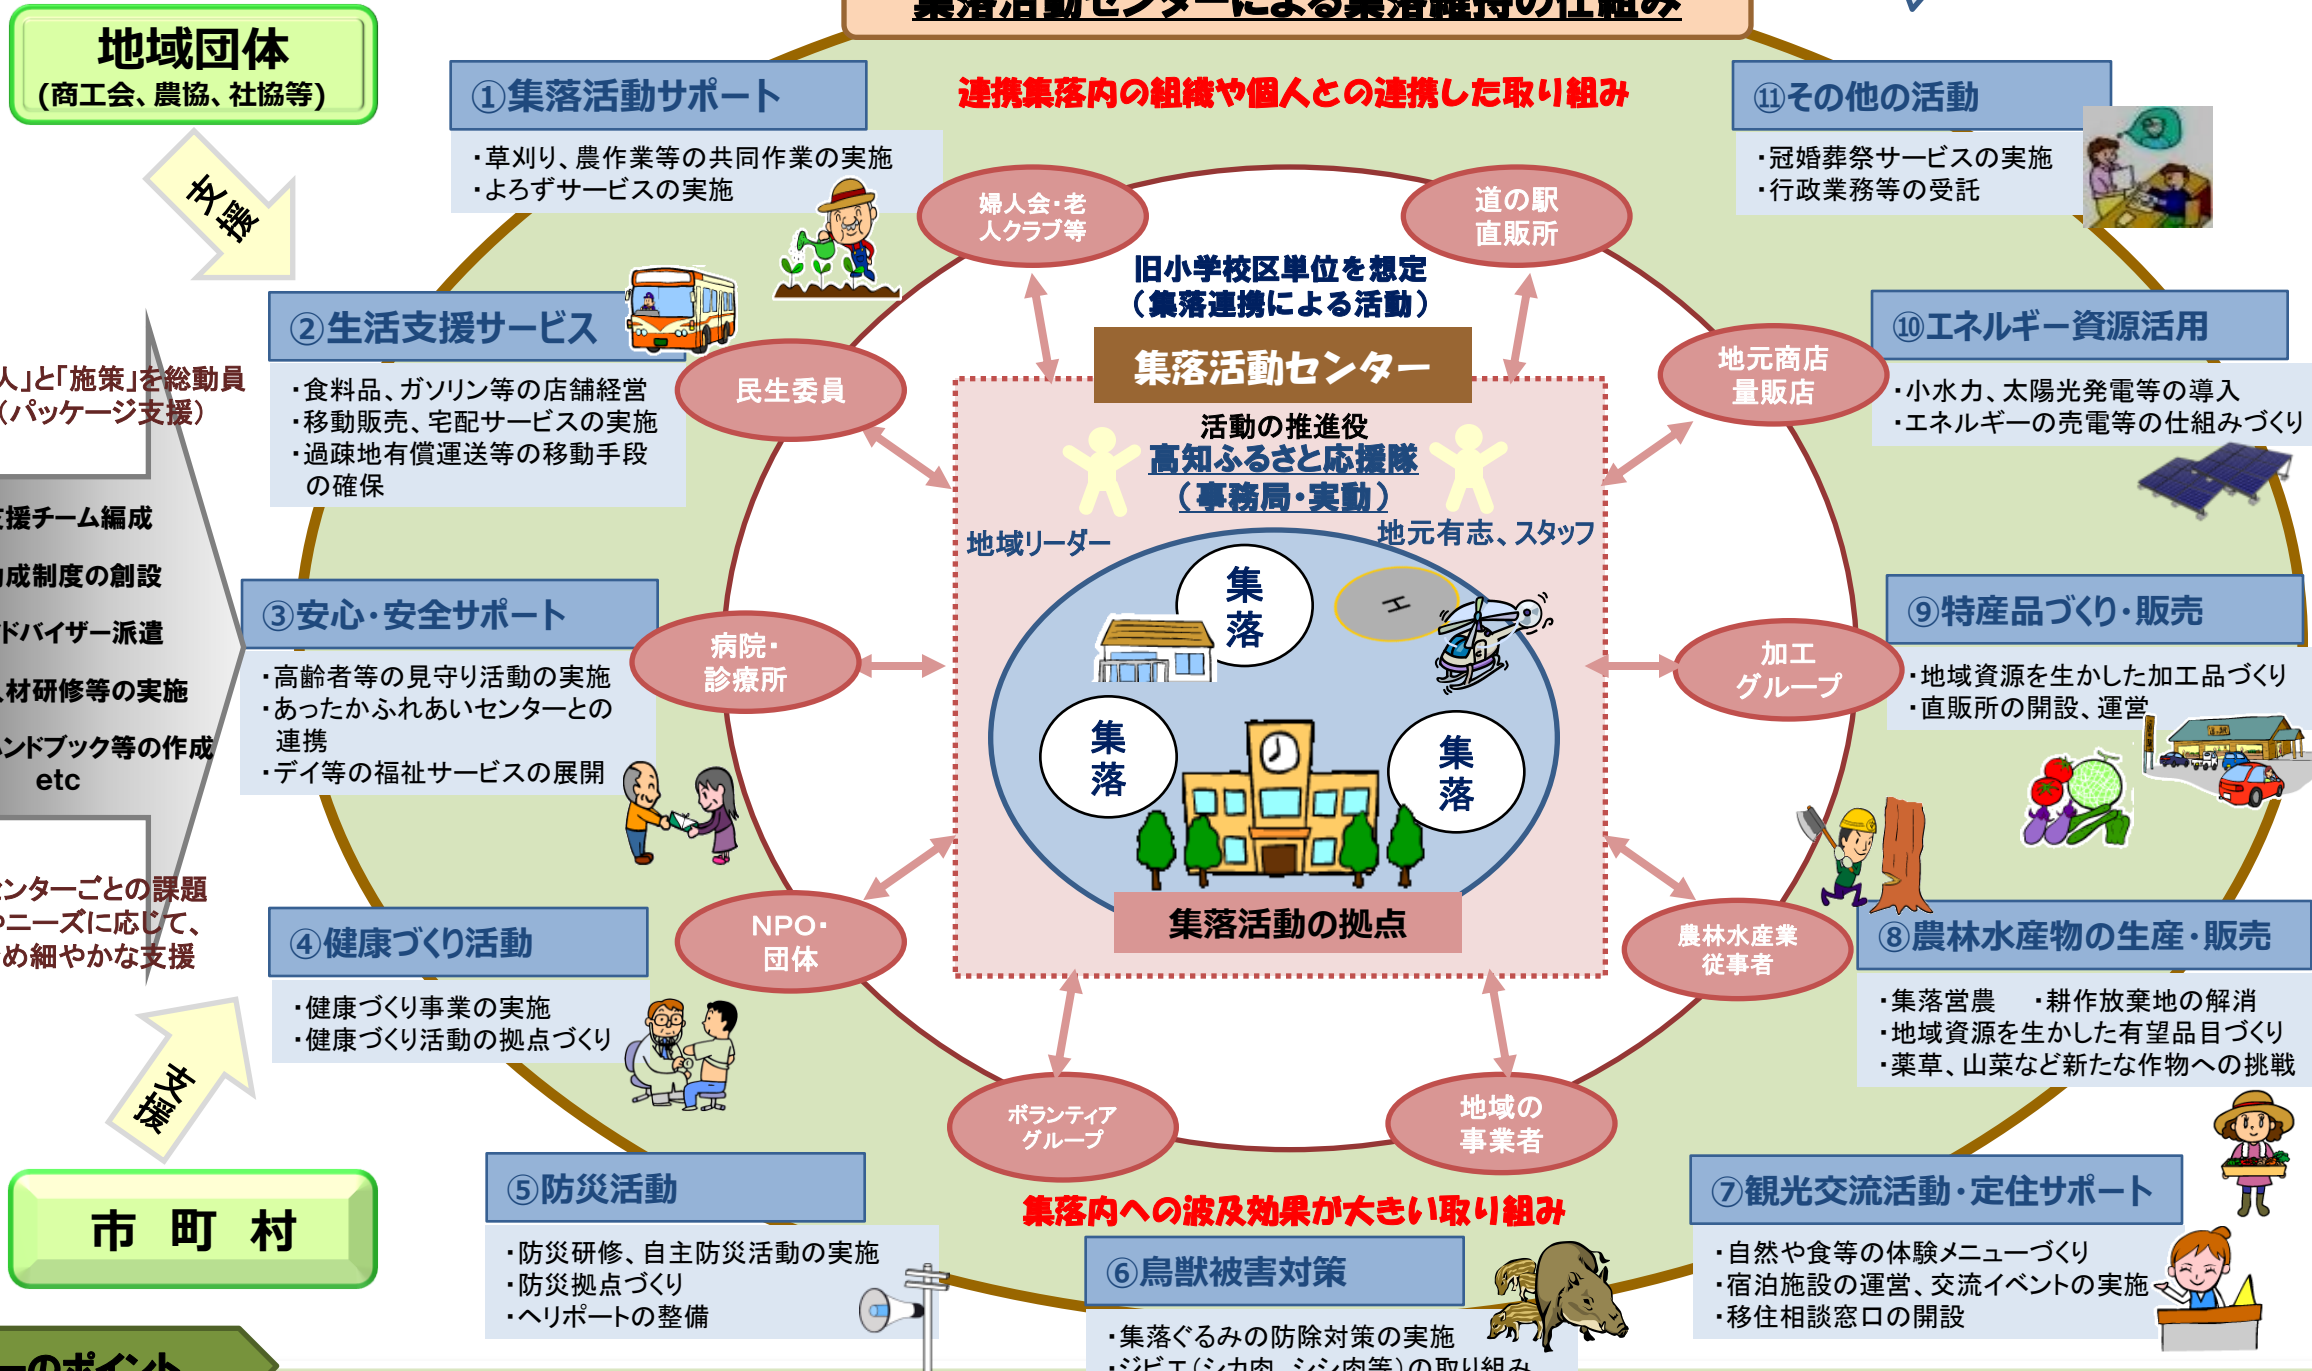 集落活動センターによる集落維持の仕組み
地域団体
(商工会、農協、社協等)
支援
連携集落内の組織や個人との連携した取り組み
①集落活動サポート
・草刈り、農作業等の共同作業の実施
・よろずサービスの実施
⑪その他の活動
・冠婚葬祭サービスの実施
・行政業務等の受託
婦人会・老
人クラブ等
道の駅
直販所
旧小学校区単位を想定
（集落連携による活動）
②生活支援サービス
・食料品、ガソリン等の店舗経営
・移動販売、宅配サービスの実施
・過疎地有償運送等の移動手段
の確保
民生委員
集落活動センター
地元商店
量販店
⑩エネルギー資源活用
・小水力、太陽光発電等の導入
・エネルギーの売電等の仕組みづくり
人」と「施策」を総動員
（パッケージ支援）
活動の推進役
高知ふるさと応援隊
（事務局・実動）
地域リーダー
地元有志、スタッフ
援チーム編成
成制度の創設
ドバイザー派遣
材研修等の実施
ンドブック等の作成
etc
③安心・安全サポート
・高齢者等の見守り活動の実施
・あったかふれあいセンターとの
連携
・デイ等の福祉サービスの展開
病院・
診療所
集落
H
集落
集落
加工
グループ
⑨特産品づくり・販売
・地域資源を生かした加工品づくり
・直販所の開設、運営
ンターごとの課題
ニーズに応じて、
め細やかな支援
支援
④健康づくり活動
・健康づくり事業の実施
・健康づくり活動の拠点づくり
NPO・
団体
集落活動の拠点
農林水産業
従事者
⑧農林水産物の生産・販売
・集落営農　・耕作放棄地の解消
・地域資源を生かした有望品目づくり
・薬草、山菜など新たな作物への挑戦
ボランティア
グループ
地域の
事業者
市 町 村
⑤防災活動
・防災研修、自主防災活動の実施
・防災拠点づくり
・ヘリポートの整備
集落内への波及効果が大きい取り組み
⑥鳥獣被害対策
・集落ぐるみの防除対策の実施
・ジビエ（シカ肉、シシ肉等）の取り組み
⑦観光交流活動・定住サポート
・自然や食等の体験メニューづくり
・宿泊施設の運営、交流イベントの実施
・移住相談窓口の開設
ーのポイント